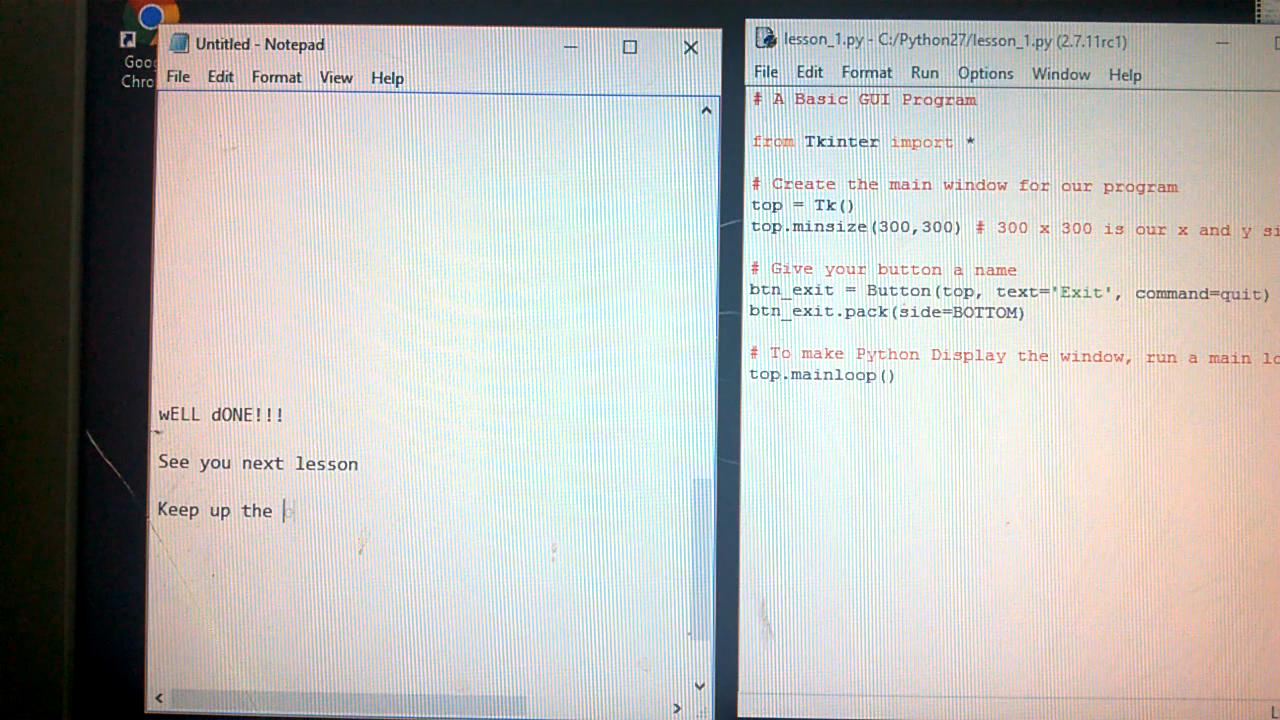 Untitled - Notepad
File Edit Format View Help
wELL dONE!!!
See you next lesson
Keep up the
lesson_1.py - C:/Python27/lesson_1.py (2.7.11rc1)
File Edit Format Run Options Window Help
# A Basic GUI Program
from Tkinter import *
# Create the main window for our program
top = Tk()
top.minsize(300,300) # 300 x 300 is our x and y si
# Give your button a name
btn_exit = Button(top, text='Exit', command=quit)
btn_exit.pack(side=BOTTOM)
# To make Python Display the window, run a main lo
top.mainloop()